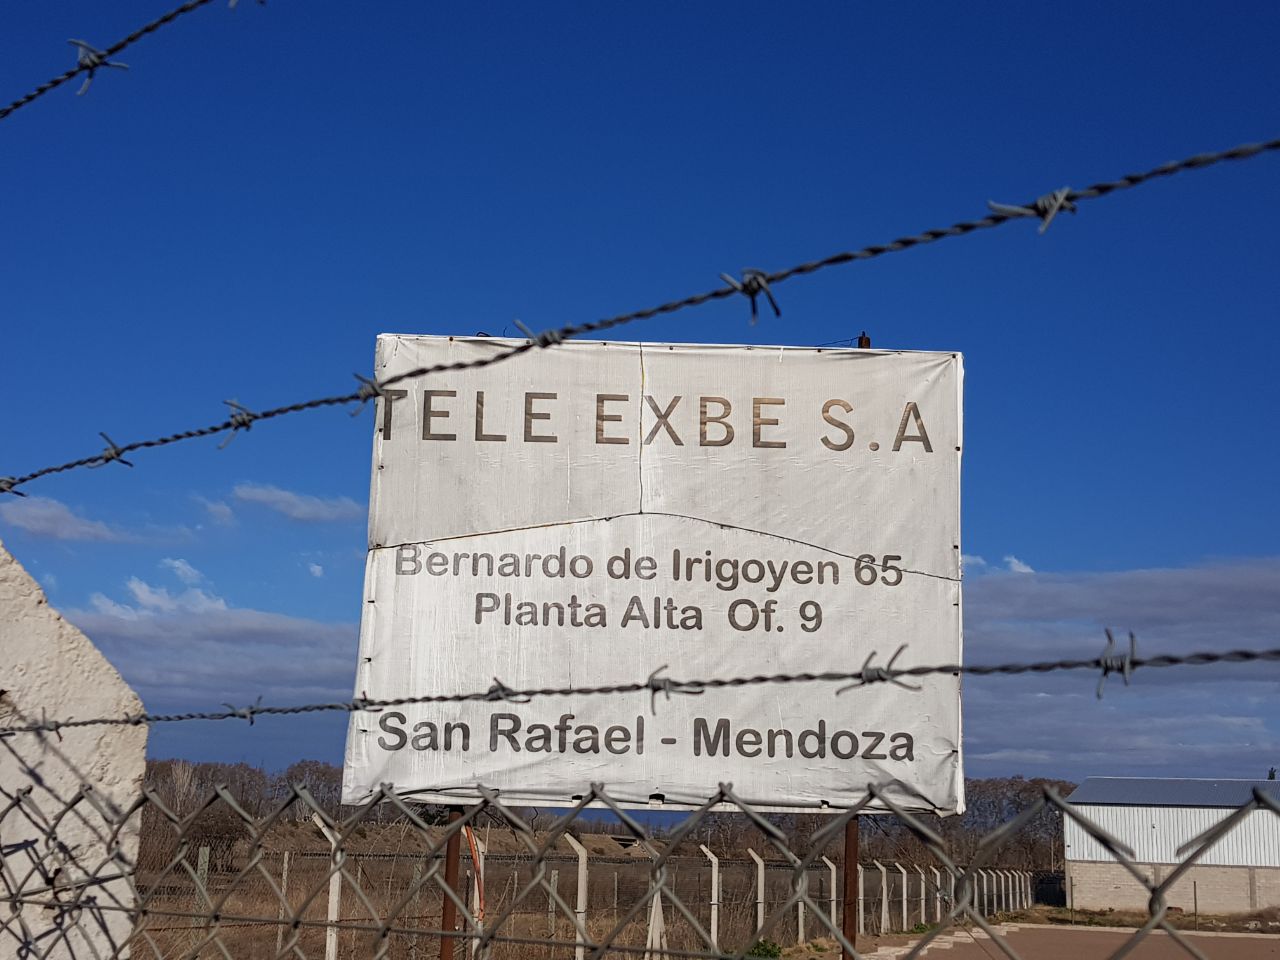 TELE EXBE S.A
Bernardo de Irigoyen 65
Planta Alta Of. 9
San Rafael - Mendoza